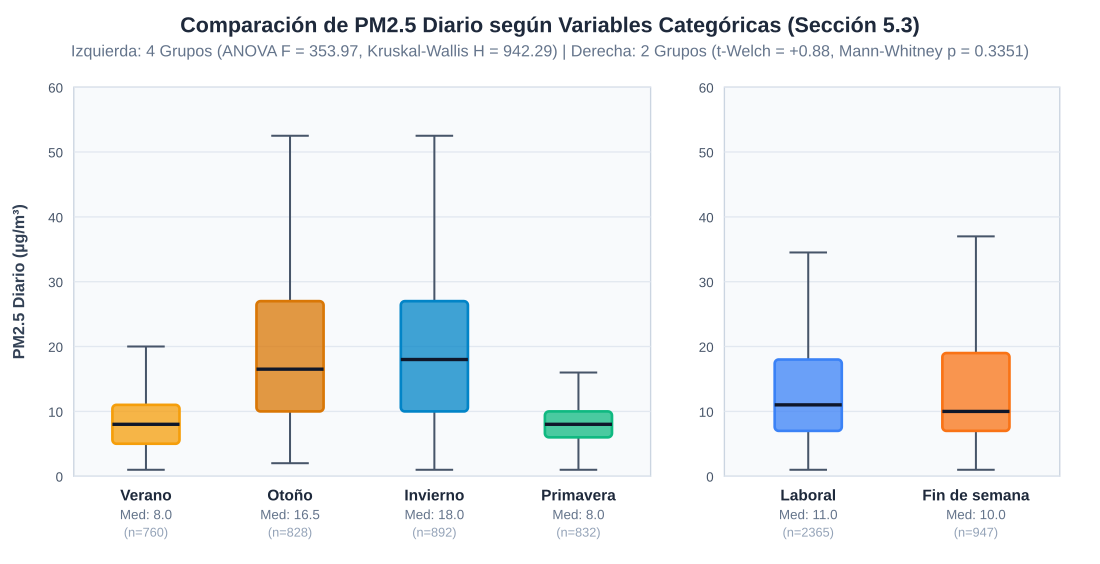 Comparación de PM2.5 Diario según Variables Categóricas (Sección 5.3)
Izquierda: 4 Grupos (ANOVA F = 353.97, Kruskal-Wallis H = 942.29) | Derecha: 2 Grupos (t-Welch = +0.88, Mann-Whitney p = 0.3351)
PM2.5 Diario (µg/m³)
60
50
40
30
20
10
0
Verano
Med: 8.0
(n=760)
Otoño
Med: 16.5
(n=828)
Invierno
Med: 18.0
(n=892)
Primavera
Med: 8.0
(n=832)
60
50
40
30
20
10
0
Laboral
Med: 11.0
(n=2365)
Fin de semana
Med: 10.0
(n=947)